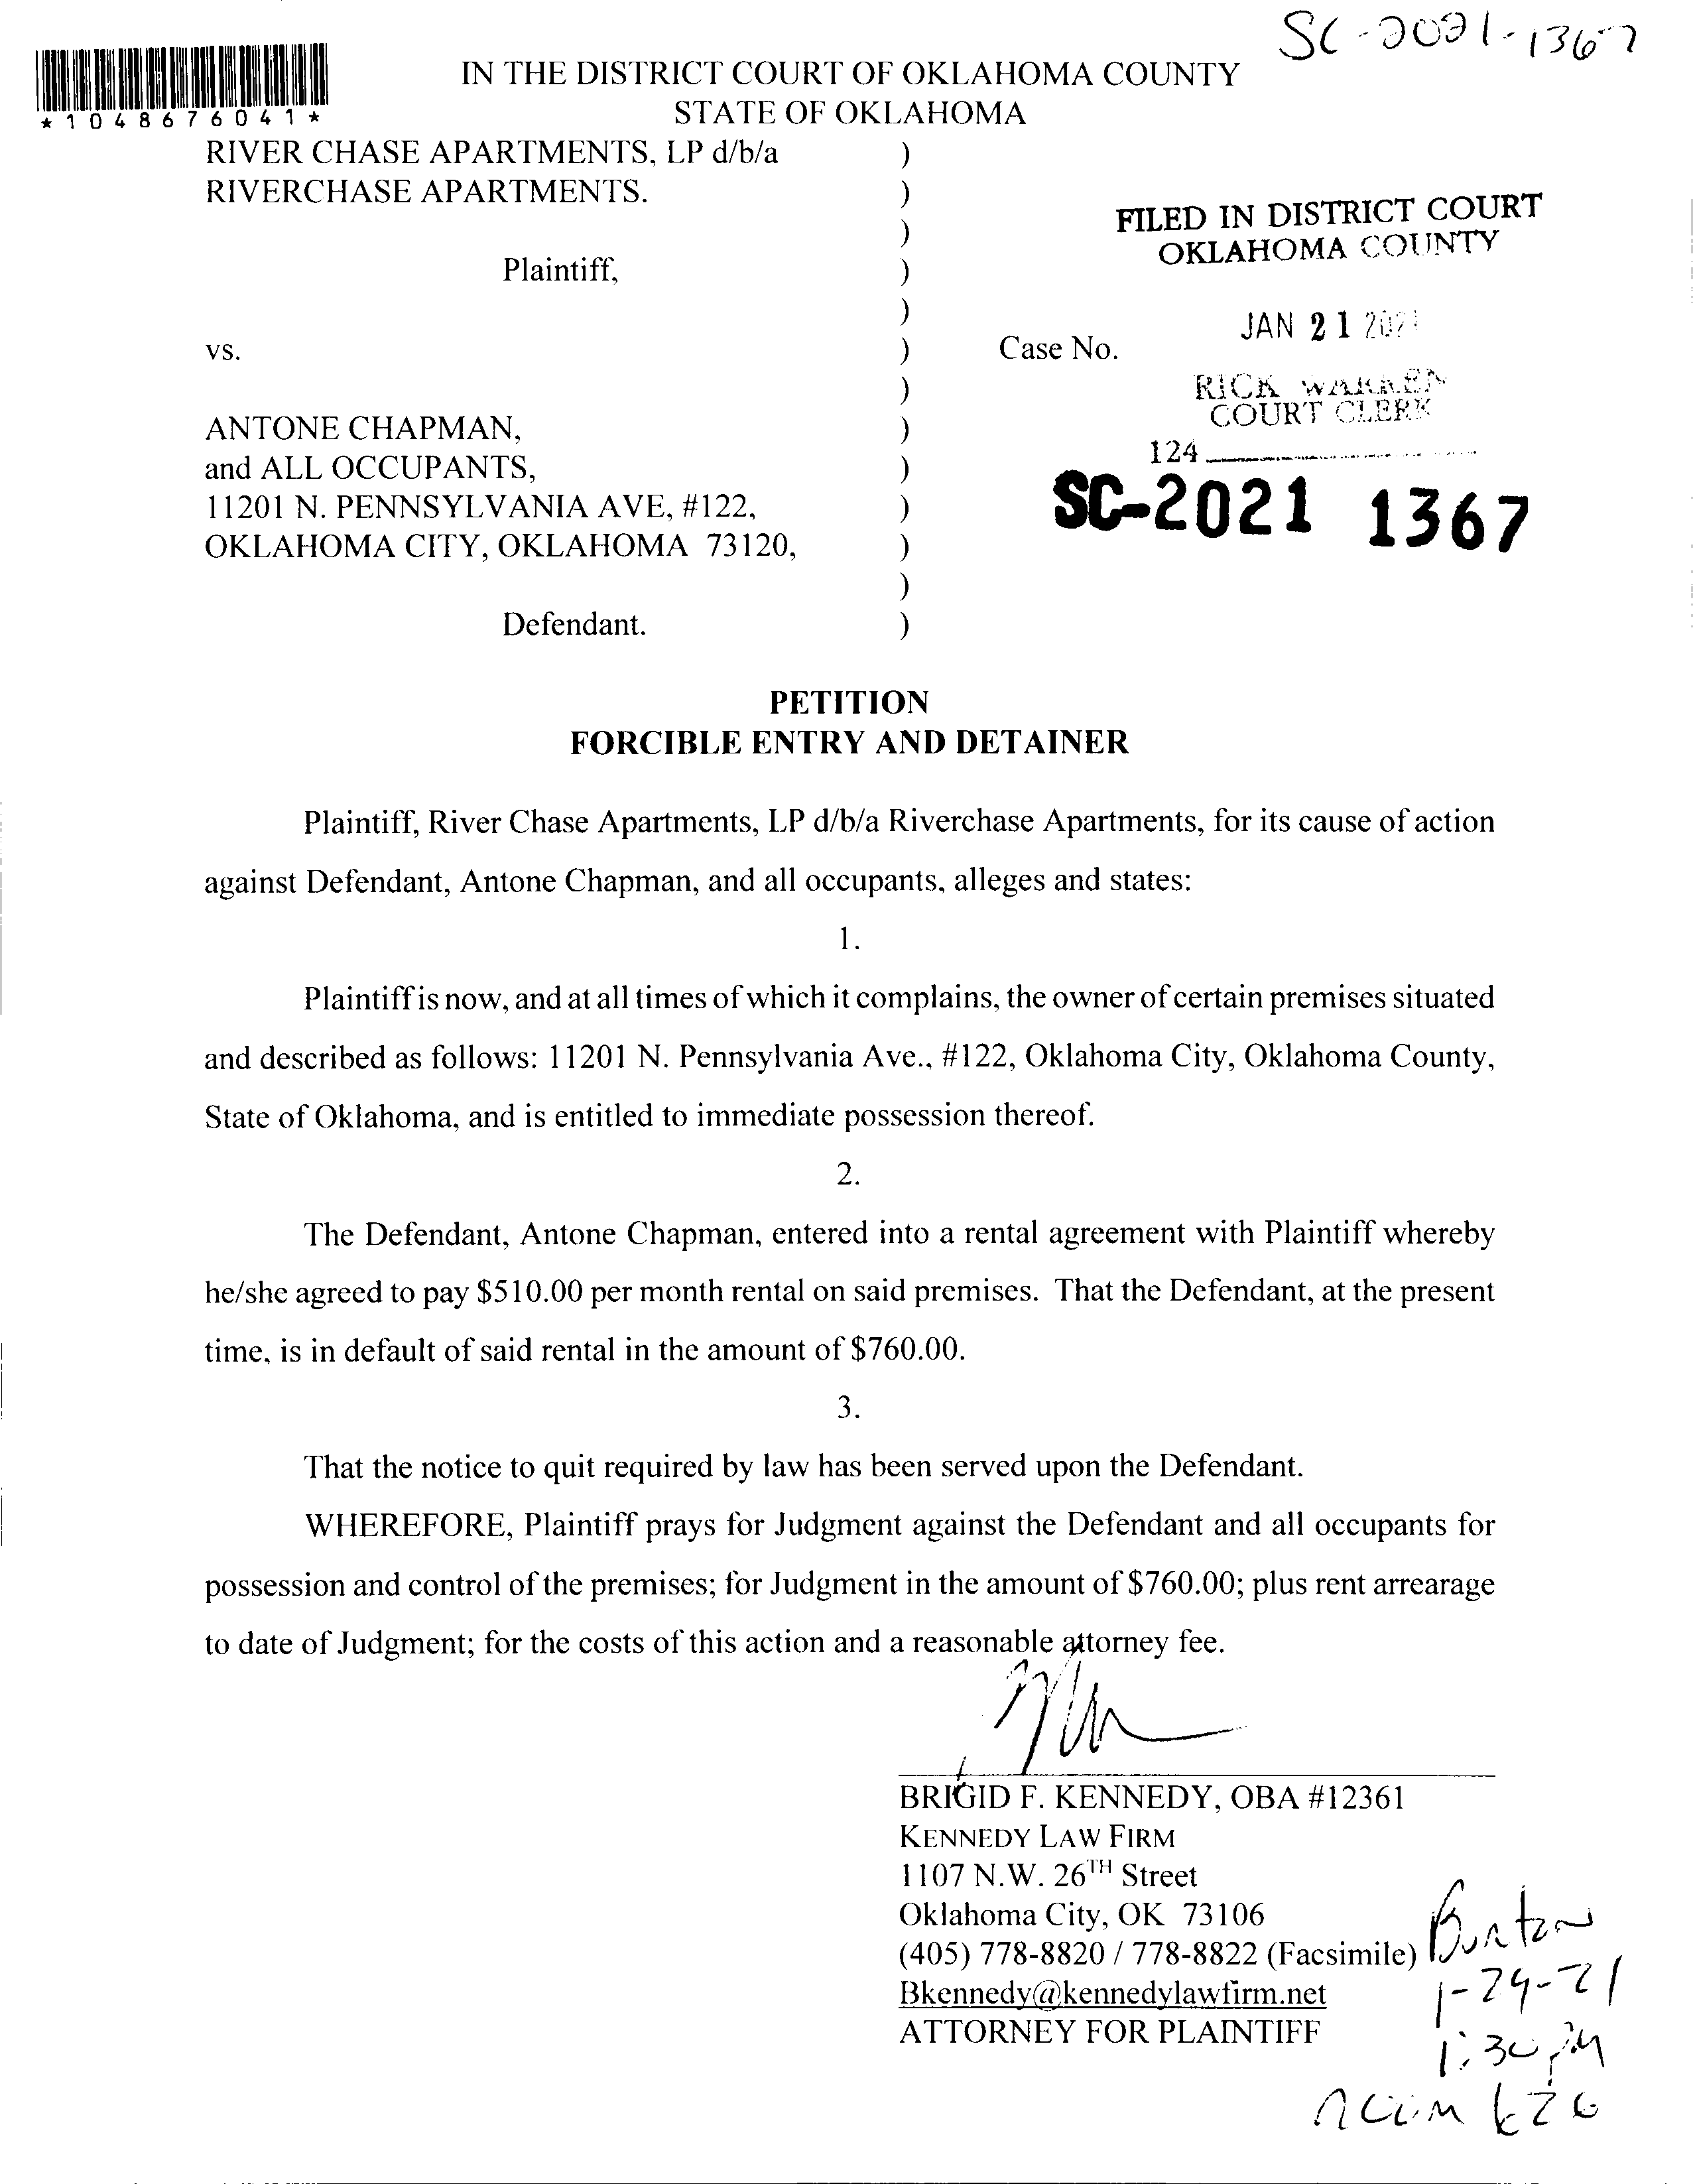 SC-2021-1367
*1048676041*
IN THE DISTRICT COURT OF OKLAHOMA COUNTY
STATE OF OKLAHOMA
RIVER CHASE APARTMENTS, LP d/b/a )
RIVERCHASE APARTMENTS. )
)
Plaintiff, )
)
vs. )
)
ANTONE CHAPMAN, )
and ALL OCCUPANTS, )
11201 N. PENNSYLVANIA AVE, #122, )
OKLAHOMA CITY, OKLAHOMA 73120, )
)
Defendant. )
FILED IN DISTRICT COURT
OKLAHOMA COUNTY
JAN 21 2021
Case No.
RICK WARREN
COURT CLERK
124
SC-2021 1367
PETITION
FORCIBLE ENTRY AND DETAINER
Plaintiff, River Chase Apartments, LP d/b/a Riverchase Apartments, for its cause of action
against Defendant, Antone Chapman, and all occupants, alleges and states:
1.
Plaintiff is now, and at all times of which it complains, the owner of certain premises situated
and described as follows: 11201 N. Pennsylvania Ave., #122, Oklahoma City, Oklahoma County,
State of Oklahoma, and is entitled to immediate possession thereof.
2.
The Defendant, Antone Chapman, entered into a rental agreement with Plaintiff whereby
he/she agreed to pay $510.00 per month rental on said premises. That the Defendant, at the present
time, is in default of said rental in the amount of $760.00.
3.
That the notice to quit required by law has been served upon the Defendant.
WHEREFORE, Plaintiff prays for Judgment against the Defendant and all occupants for
possession and control of the premises; for Judgment in the amount of $760.00; plus rent arrearage
to date of Judgment; for the costs of this action and a reasonable attorney fee.
BRIGID F. KENNEDY, OBA #12361
KENNEDY LAW FIRM
1107 N.W. 26TH Street
Oklahoma City, OK 73106
(405) 778-8820 / 778-8822 (Facsimile)
Bkennedy@kennedylawfirm.net
ATTORNEY FOR PLAINTIFF
Burton
1-29-21
1:30 PM
room 626